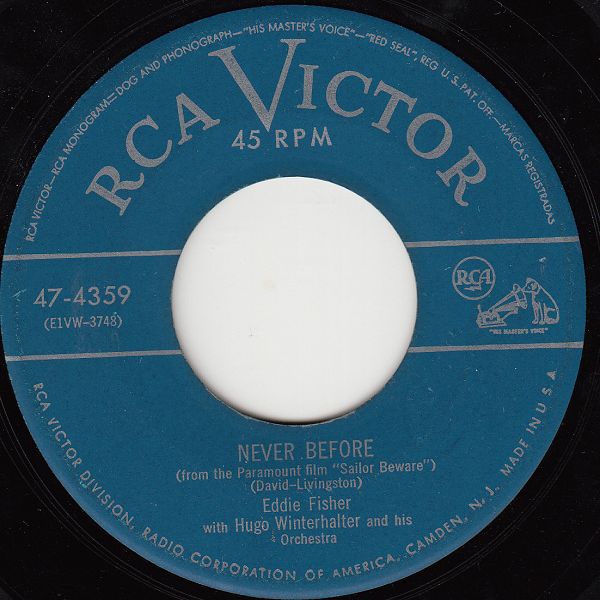 RCA VICTOR—RCA MONOGRAM—DOG AND PHONOGRAPH—"HIS MASTER'S VOICE"—"RED SEAL", REG U.S. PAT. OFF.—MARCAS REGISTRADAS
RCA VICTOR
45 RPM
47-4359
(E1VW-3748)
RCA
"HIS MASTER'S VOICE"
NEVER BEFORE
(from the Paramount film "Sailor Beware")
(David-Livingston)
Eddie Fisher
with Hugo Winterhalter and his
Orchestra
RCA VICTOR DIVISION, RADIO CORPORATION OF AMERICA, CAMDEN, N. J. MADE IN U.S.A.